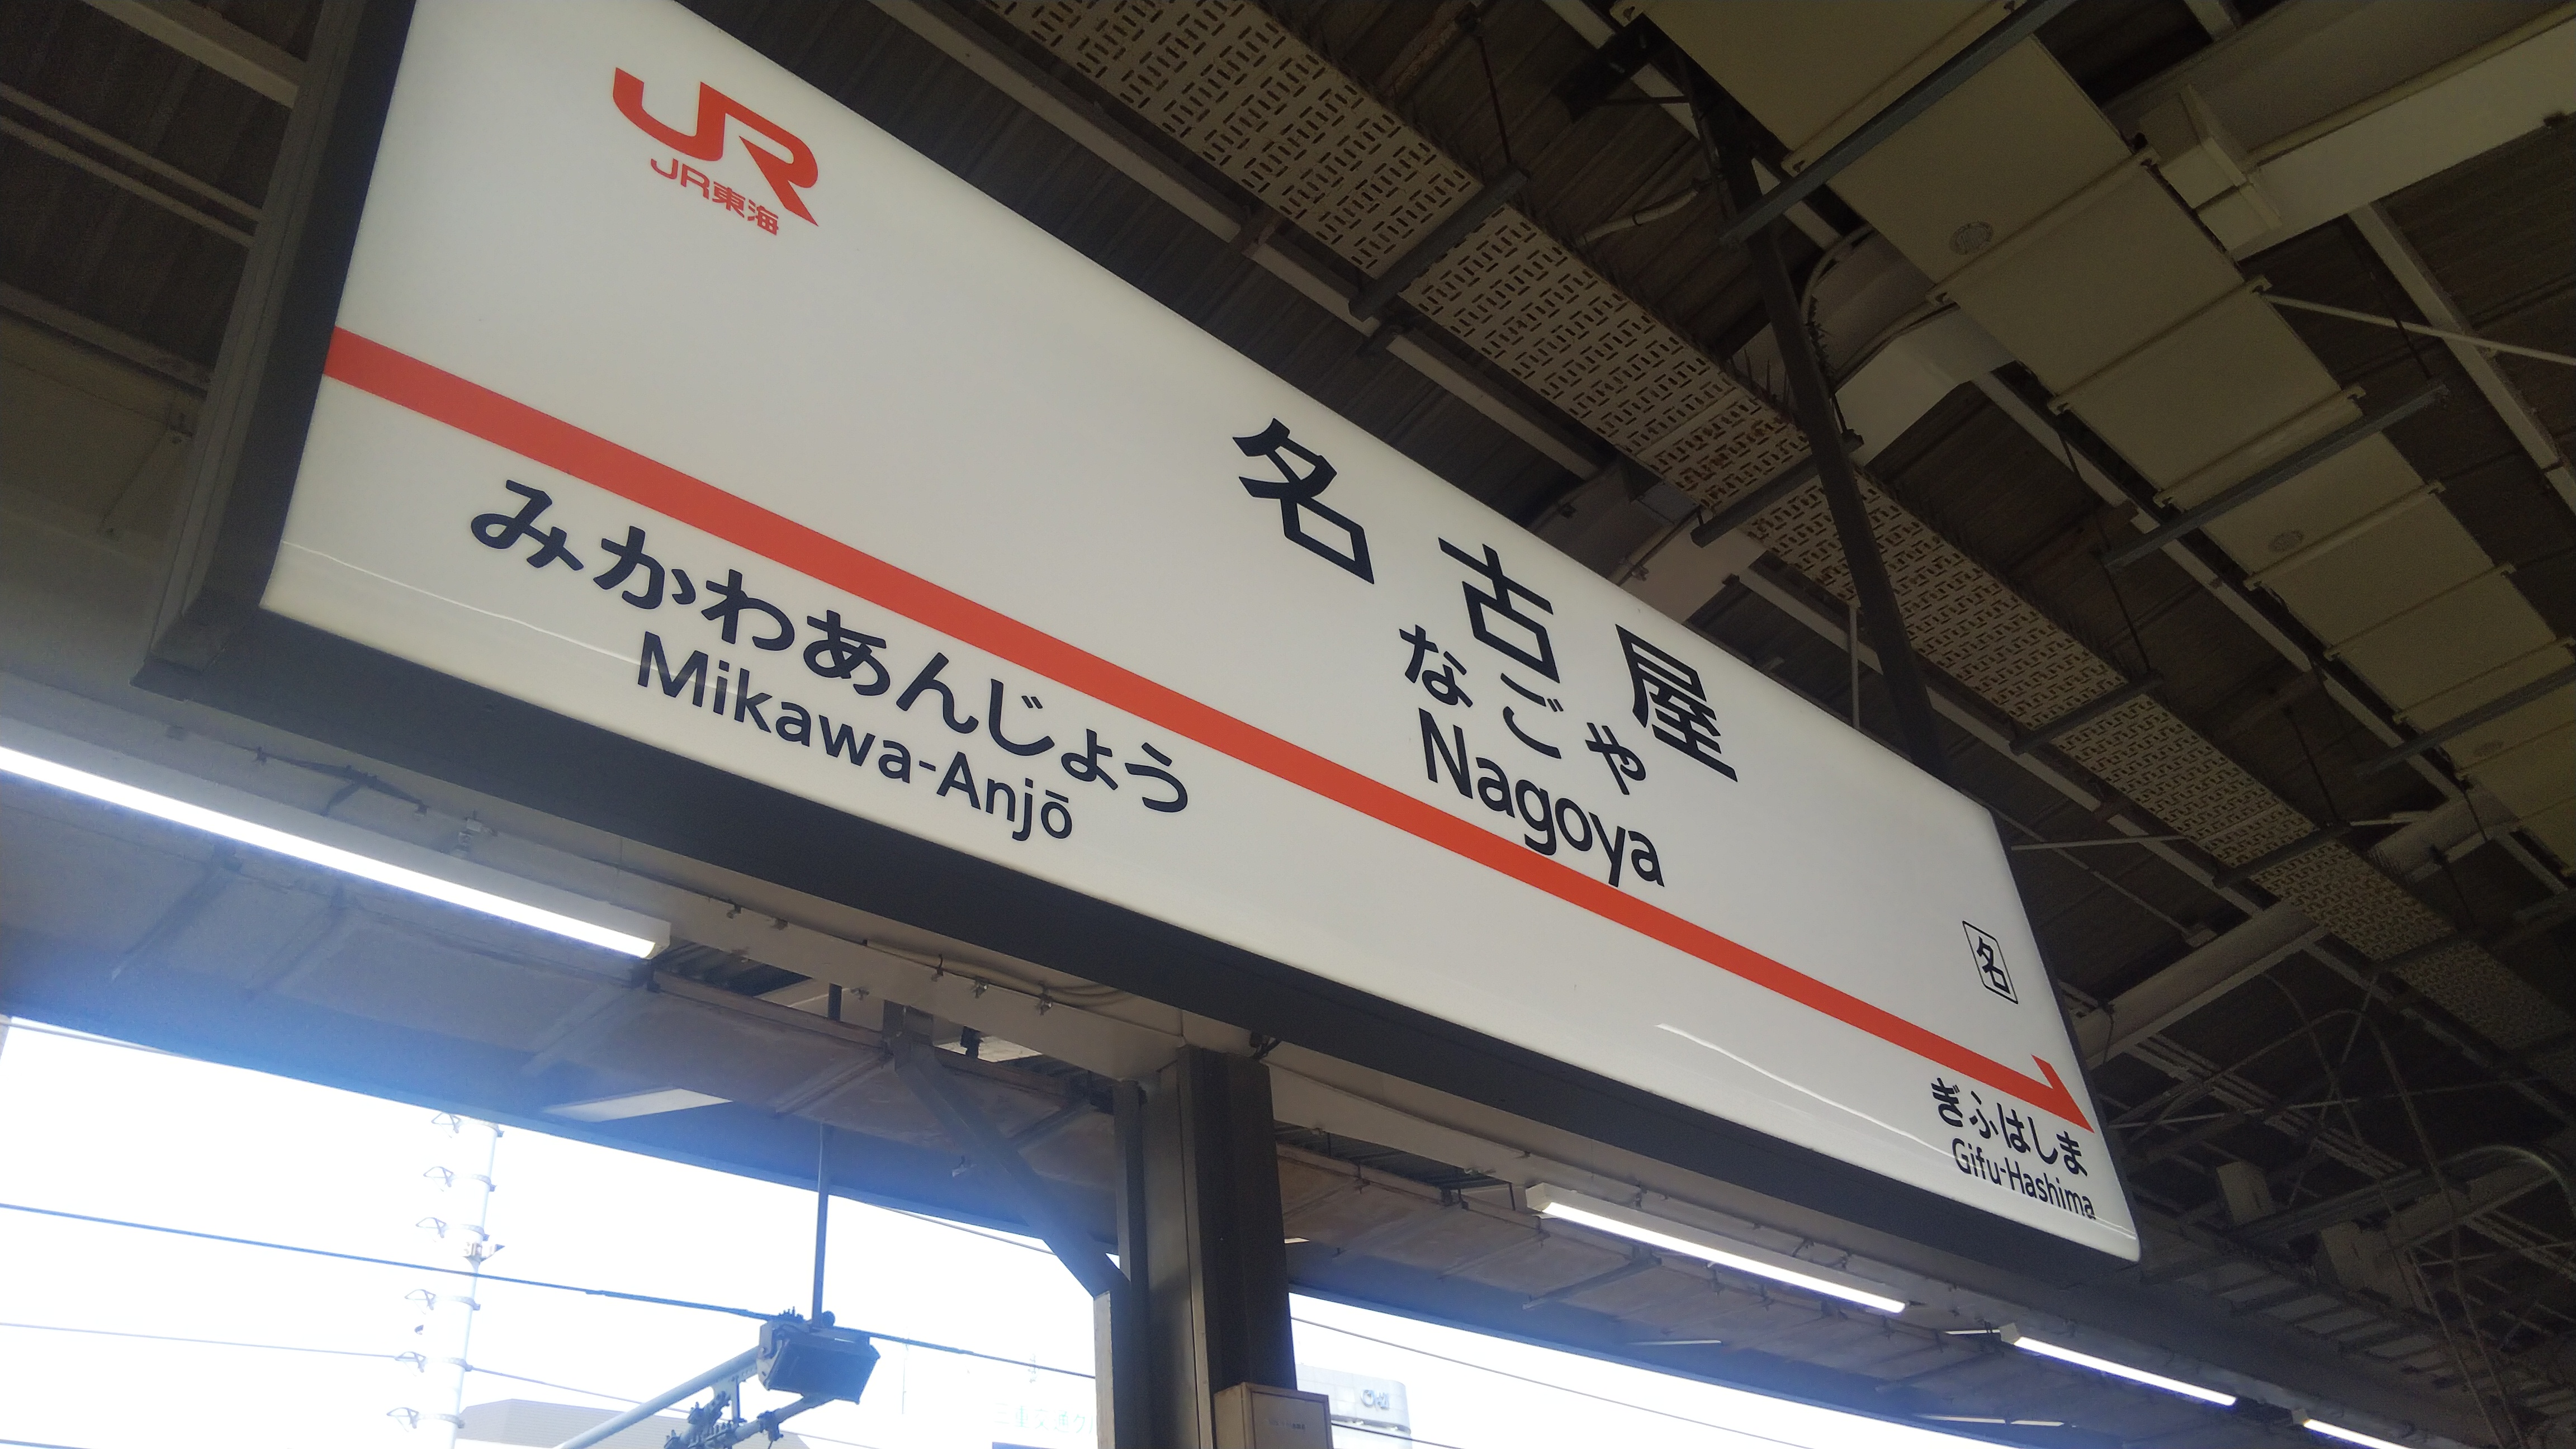 JR
JR東海
名古屋
なごや
Nagoya
名
みかわあんじょう
Mikawa-Anjō
ぎふはしま
Gifu-Hashima